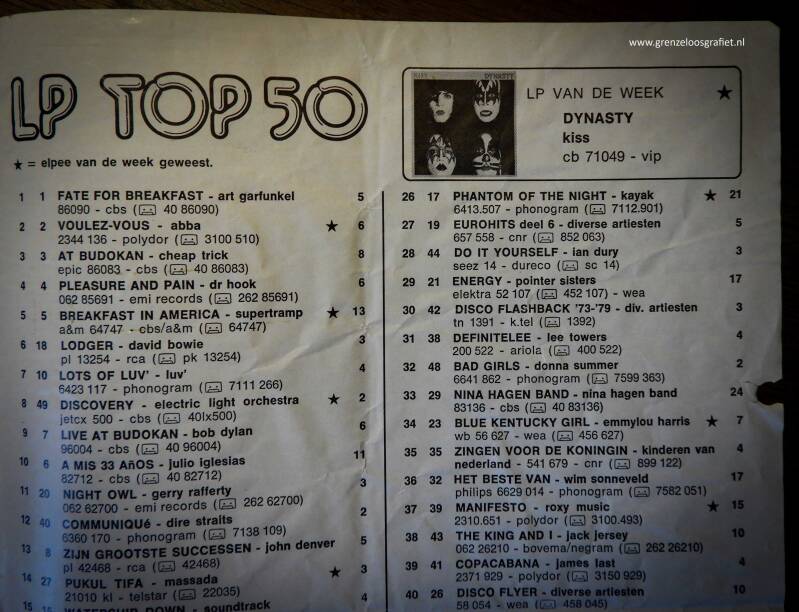 www.grenzeloosgrafiet.nl
LP TOP 50
★ = elpee van de week geweest.
1 1 FATE FOR BREAKFAST - art garfunkel 5
86090 - cbs ( 40 86090)
2 2 VOULEZ-VOUS - abba ★ 6
2344 136 - polydor ( 3100 510)
3 3 AT BUDOKAN - cheap trick 8
epic 86083 - cbs ( 40 86083)
4 4 PLEASURE AND PAIN - dr hook 6
062 85691 - emi records ( 262 85691)
5 5 BREAKFAST IN AMERICA - supertramp ★ 13
a&m 64747 - cbs/a&m ( 64747)
6 18 LODGER - david bowie 2
pl 13254 - rca ( pk 13254)
7 10 LOTS OF LUV' - luv' 4
6423 117 - phonogram ( 7111 266)
8 49 DISCOVERY - electric light orchestra ★ 2
jetcx 500 - cbs ( 40lx500)
9 7 LIVE AT BUDOKAN - bob dylan 6
96004 - cbs ( 40 96004)
10 6 A MIS 33 AñOS - julio iglesias 11
82712 - cbs ( 40 82712)
11 20 NIGHT OWL - gerry rafferty 3
062 62700 - emi records ( 262 62700)
12 40 COMMUNIQUé - dire straits 2
6360 170 - phonogram ( 7138 109)
13 8 ZIJN GROOTSTE SUCCESSEN - john denver 5
pl 42468 - rca ( 42468)
14 27 PUKUL TIFA - massada ★ 3
21010 kl - telstar ( 22035)
15 15 WATERSHIP DOWN - soundtrack 4
KISS DYNASTY
LP VAN DE WEEK ★
DYNASTY
kiss
cb 71049 - vip
26 17 PHANTOM OF THE NIGHT - kayak ★ 21
6413.507 - phonogram ( 7112.901)
27 19 EUROHITS deel 6 - diverse artiesten 5
657 558 - cnr ( 852 063)
28 44 DO IT YOURSELF - ian dury 3
seez 14 - dureco ( sc 14)
29 21 ENERGY - pointer sisters 17
elektra 52 107 ( 452 107) - wea
30 42 DISCO FLASHBACK '73-'79 - div. artiesten 3
tn 1391 - k.tel ( 1392)
31 38 DEFINITELEE - lee towers 4
200 522 - ariola ( 400 522)
32 48 BAD GIRLS - donna summer 2
6641 862 - phonogram ( 7599 363)
33 29 NINA HAGEN BAND - nina hagen band 24
83136 - cbs ( 40 83136)
34 23 BLUE KENTUCKY GIRL - emmylou harris ★ 7
wb 56 627 - wea ( 456 627)
35 35 ZINGEN VOOR DE KONINGIN - kinderen van 4
nederland - 541 679 - cnr ( 899 122)
36 32 HET BESTE VAN - wim sonneveld 17
philips 6629 014 - phonogram ( 7582 051)
37 39 MANIFESTO - roxy music ★ 15
2310.651 - polydor ( 3100.493)
38 43 THE KING AND I - jack jersey 10
062 26210 - bovema/negram ( 262 26210)
39 41 COPACABANA - james last 4
2371 929 - polydor ( 3150 929)
40 26 DISCO FLYER - diverse artiesten 10
58 054 - wea ( 458 045)